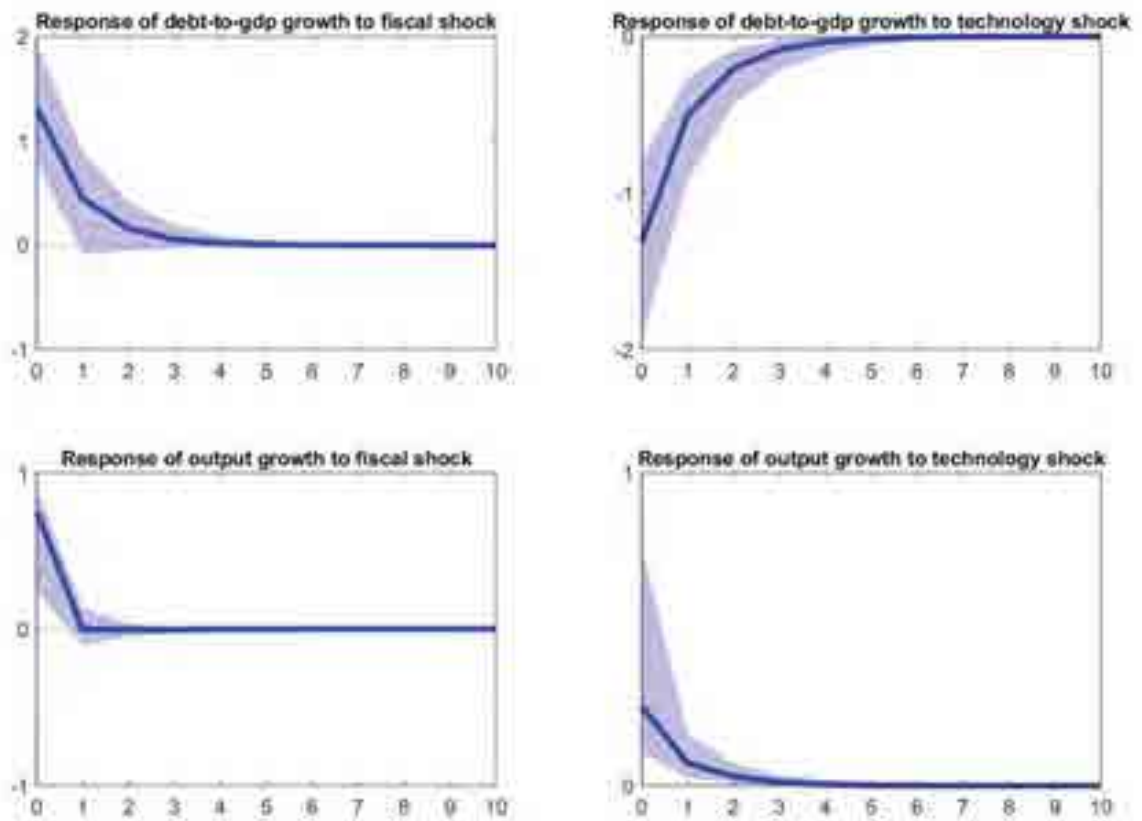 Response of debt-to-gdp growth to fiscal shock
2
1
0
-1
0 1 2 3 4 5 6 7 8 9 10
Response of debt-to-gdp growth to technology shock
0
-1
-2
0 1 2 3 4 5 6 7 8 9 10
Response of output growth to fiscal shock
1
0
-1
0 1 2 3 4 5 6 7 8 9 10
Response of output growth to technology shock
1
0
0 1 2 3 4 5 6 7 8 9 10